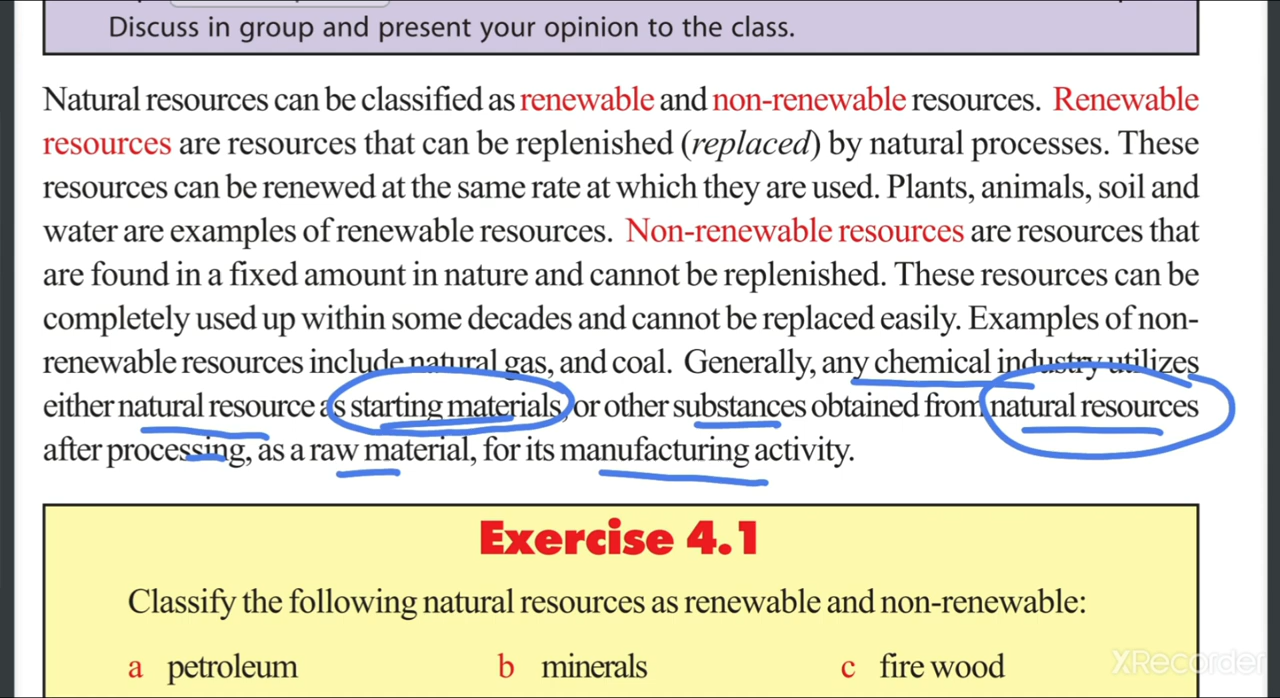 Discuss in group and present your opinion to the class.
Natural resources can be classified as renewable and non-renewable resources. Renewable
resources are resources that can be replenished (replaced) by natural processes. These
resources can be renewed at the same rate at which they are used. Plants, animals, soil and
water are examples of renewable resources. Non-renewable resources are resources that
are found in a fixed amount in nature and cannot be replenished. These resources can be
completely used up within some decades and cannot be replaced easily. Examples of non-
renewable resources include natural gas, and coal. Generally, any chemical industry utilizes
either natural resource as starting materials, or other substances obtained from natural resources
after processing, as a raw material, for its manufacturing activity.
Exercise 4.1
Classify the following natural resources as renewable and non-renewable:
a petroleum b minerals c fire wood
XRecorder